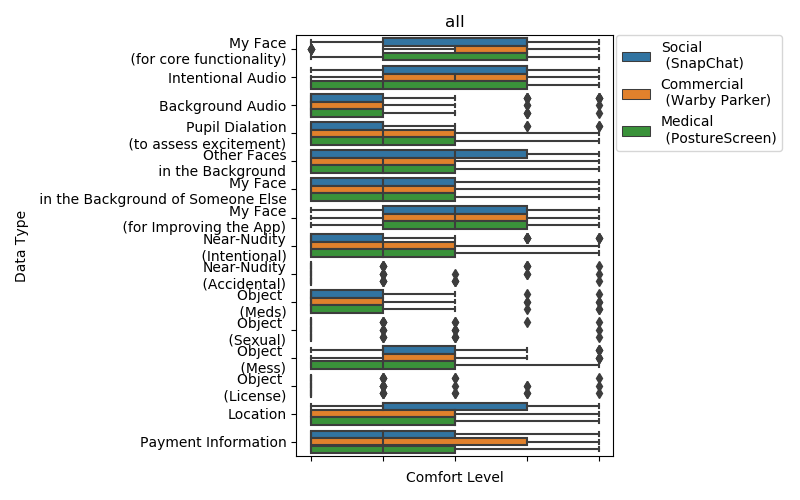 all
My Face
(for core functionality)
Intentional Audio
Background Audio
Pupil Dialation
(to assess excitement)
Other Faces
in the Background
My Face
in the Background of Someone Else
My Face
(for Improving the App)
Near-Nudity
(Intentional)
Near-Nudity
(Accidental)
Object
(Meds)
Object
(Sexual)
Object
(Mess)
Object
(License)
Location
Payment Information
Data Type
Comfort Level
Social
(SnapChat)
Commercial
(Warby Parker)
Medical
(PostureScreen)